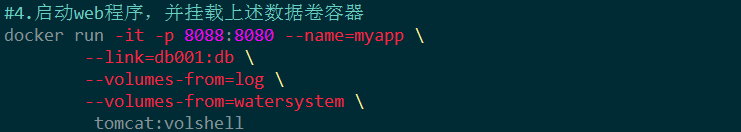 #4.启动web程序，并挂载上述数据卷容器
docker run -it -p 8088:8080 --name=myapp \
--link=db001:db \
--volumes-from=log \
--volumes-from=watersystem \
tomcat:volshell